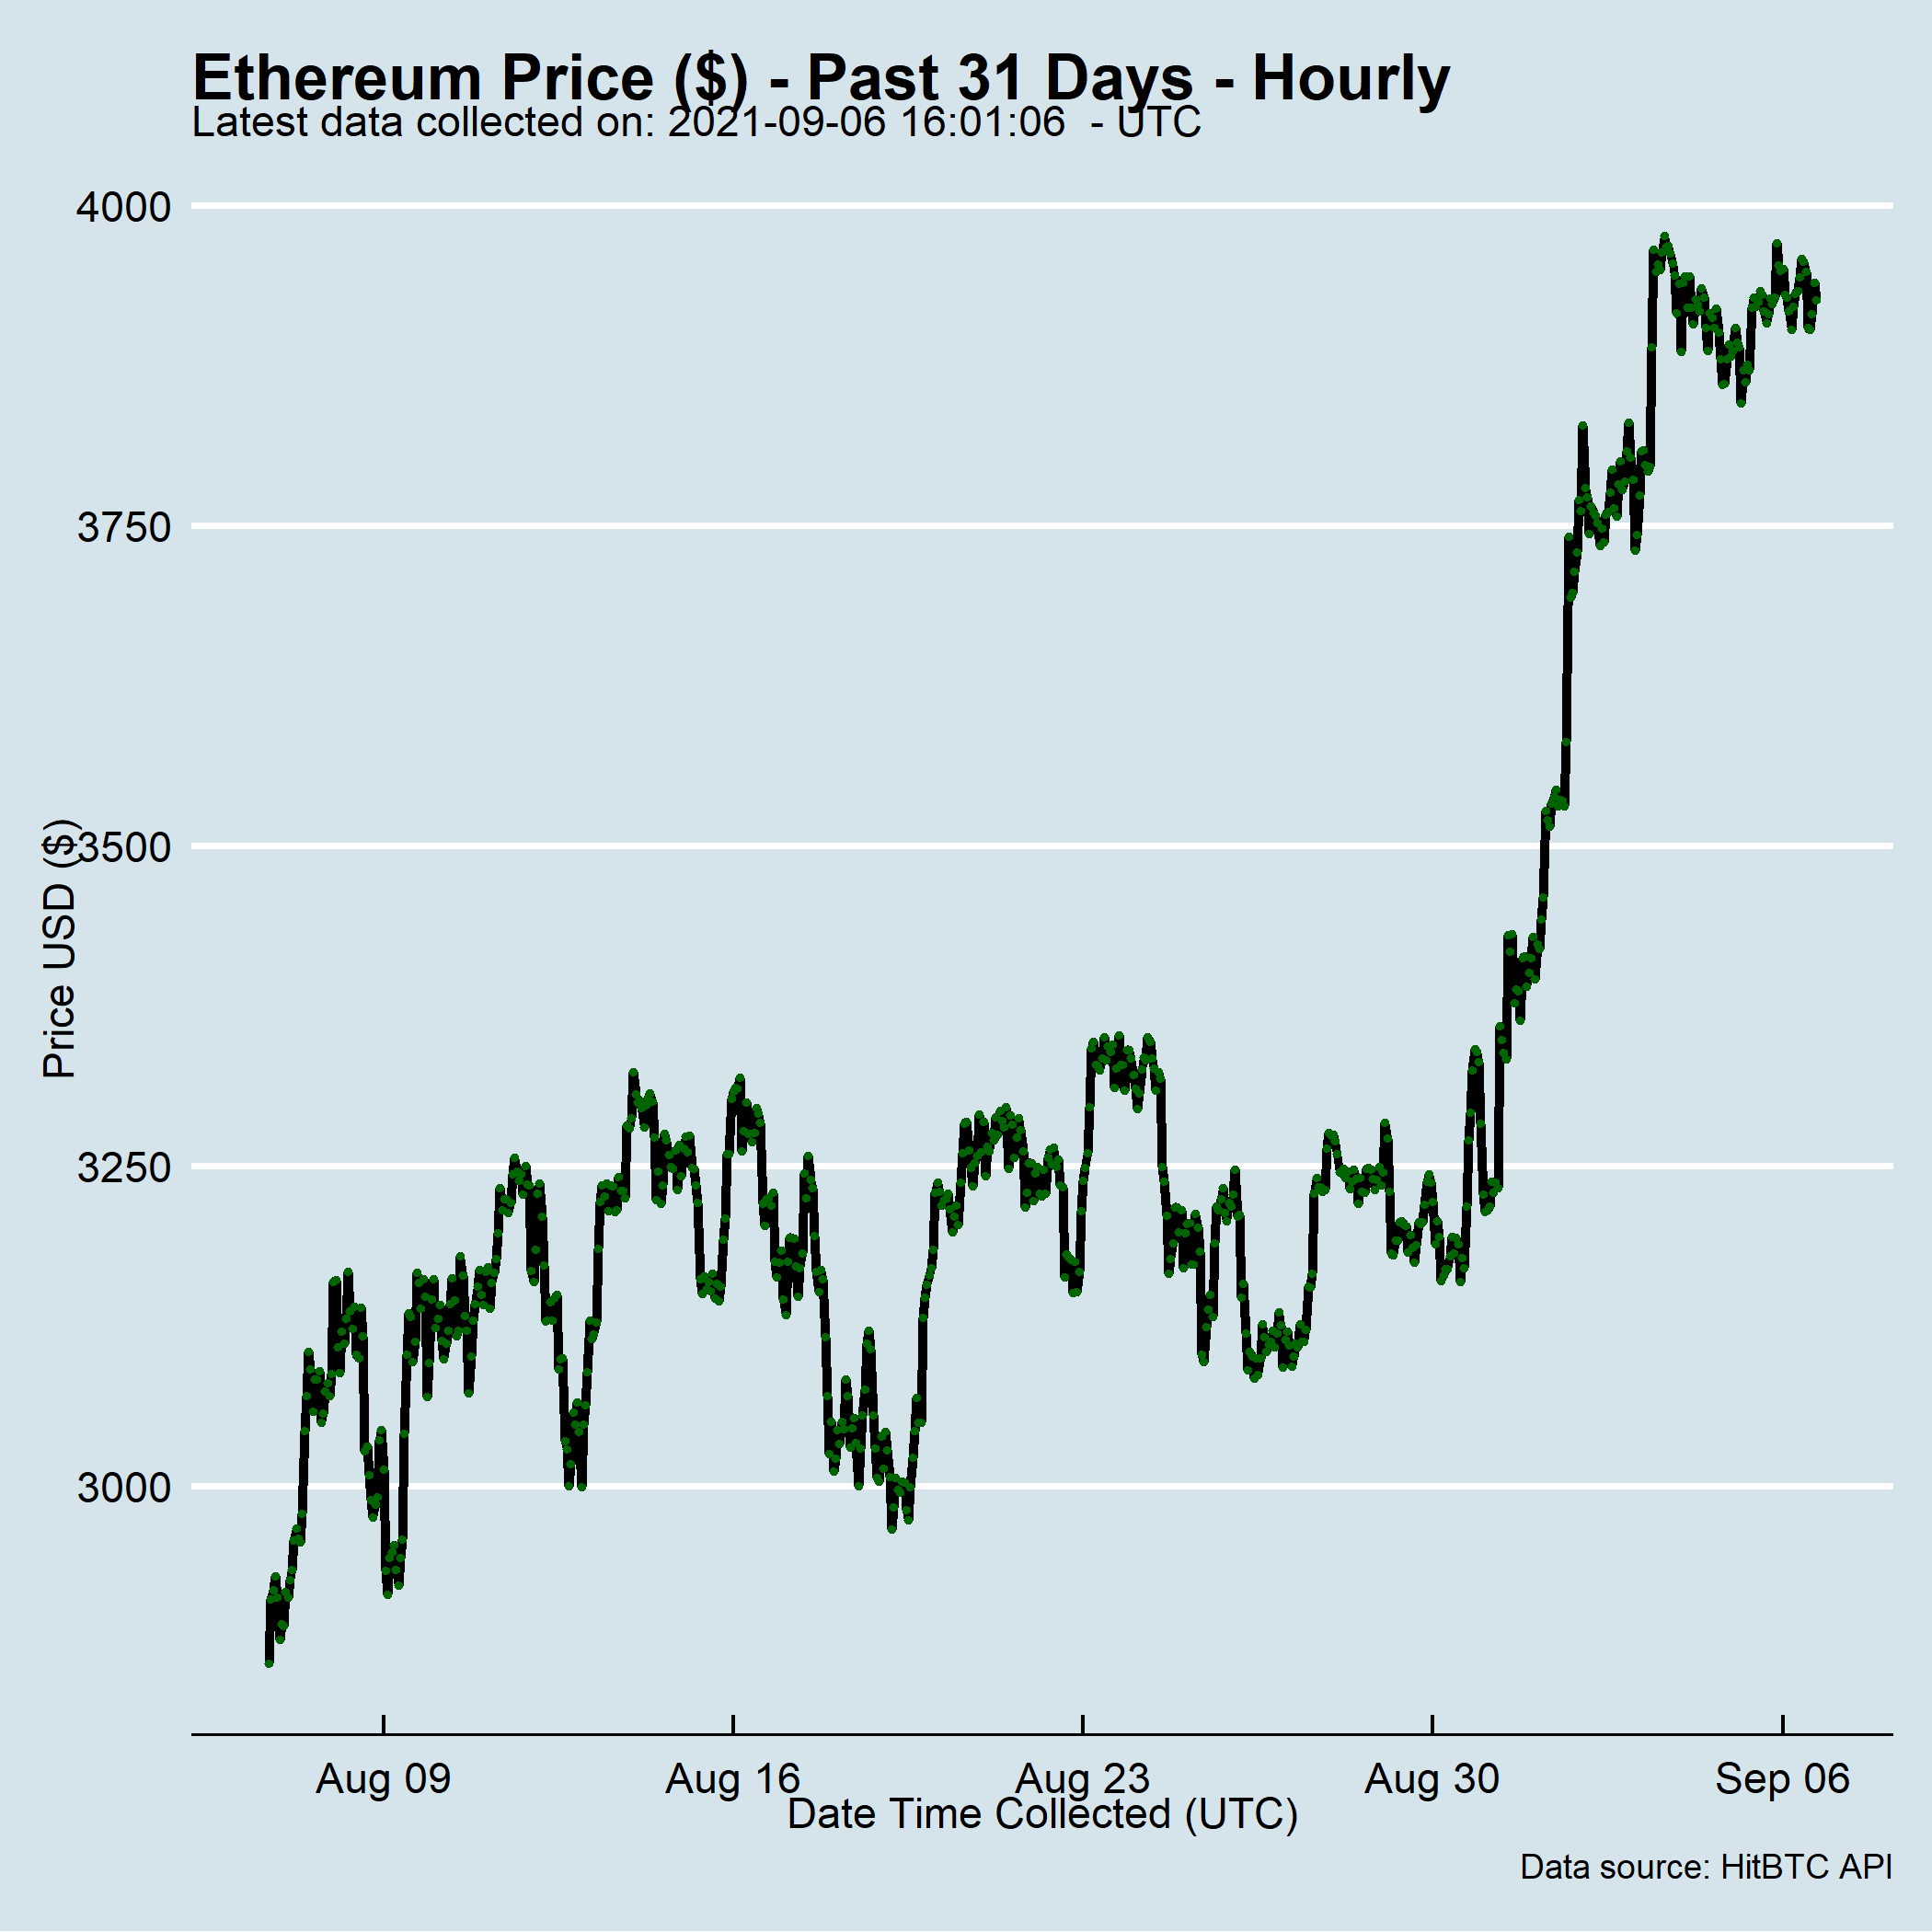 Ethereum Price ($) - Past 31 Days - Hourly
Latest data collected on: 2021-09-06 16:01:06  - UTC
4000
3750
3500
3250
3000
Price USD ($)
Aug 09
Aug 16
Aug 23
Aug 30
Sep 06
Date Time Collected (UTC)
Data source: HitBTC API